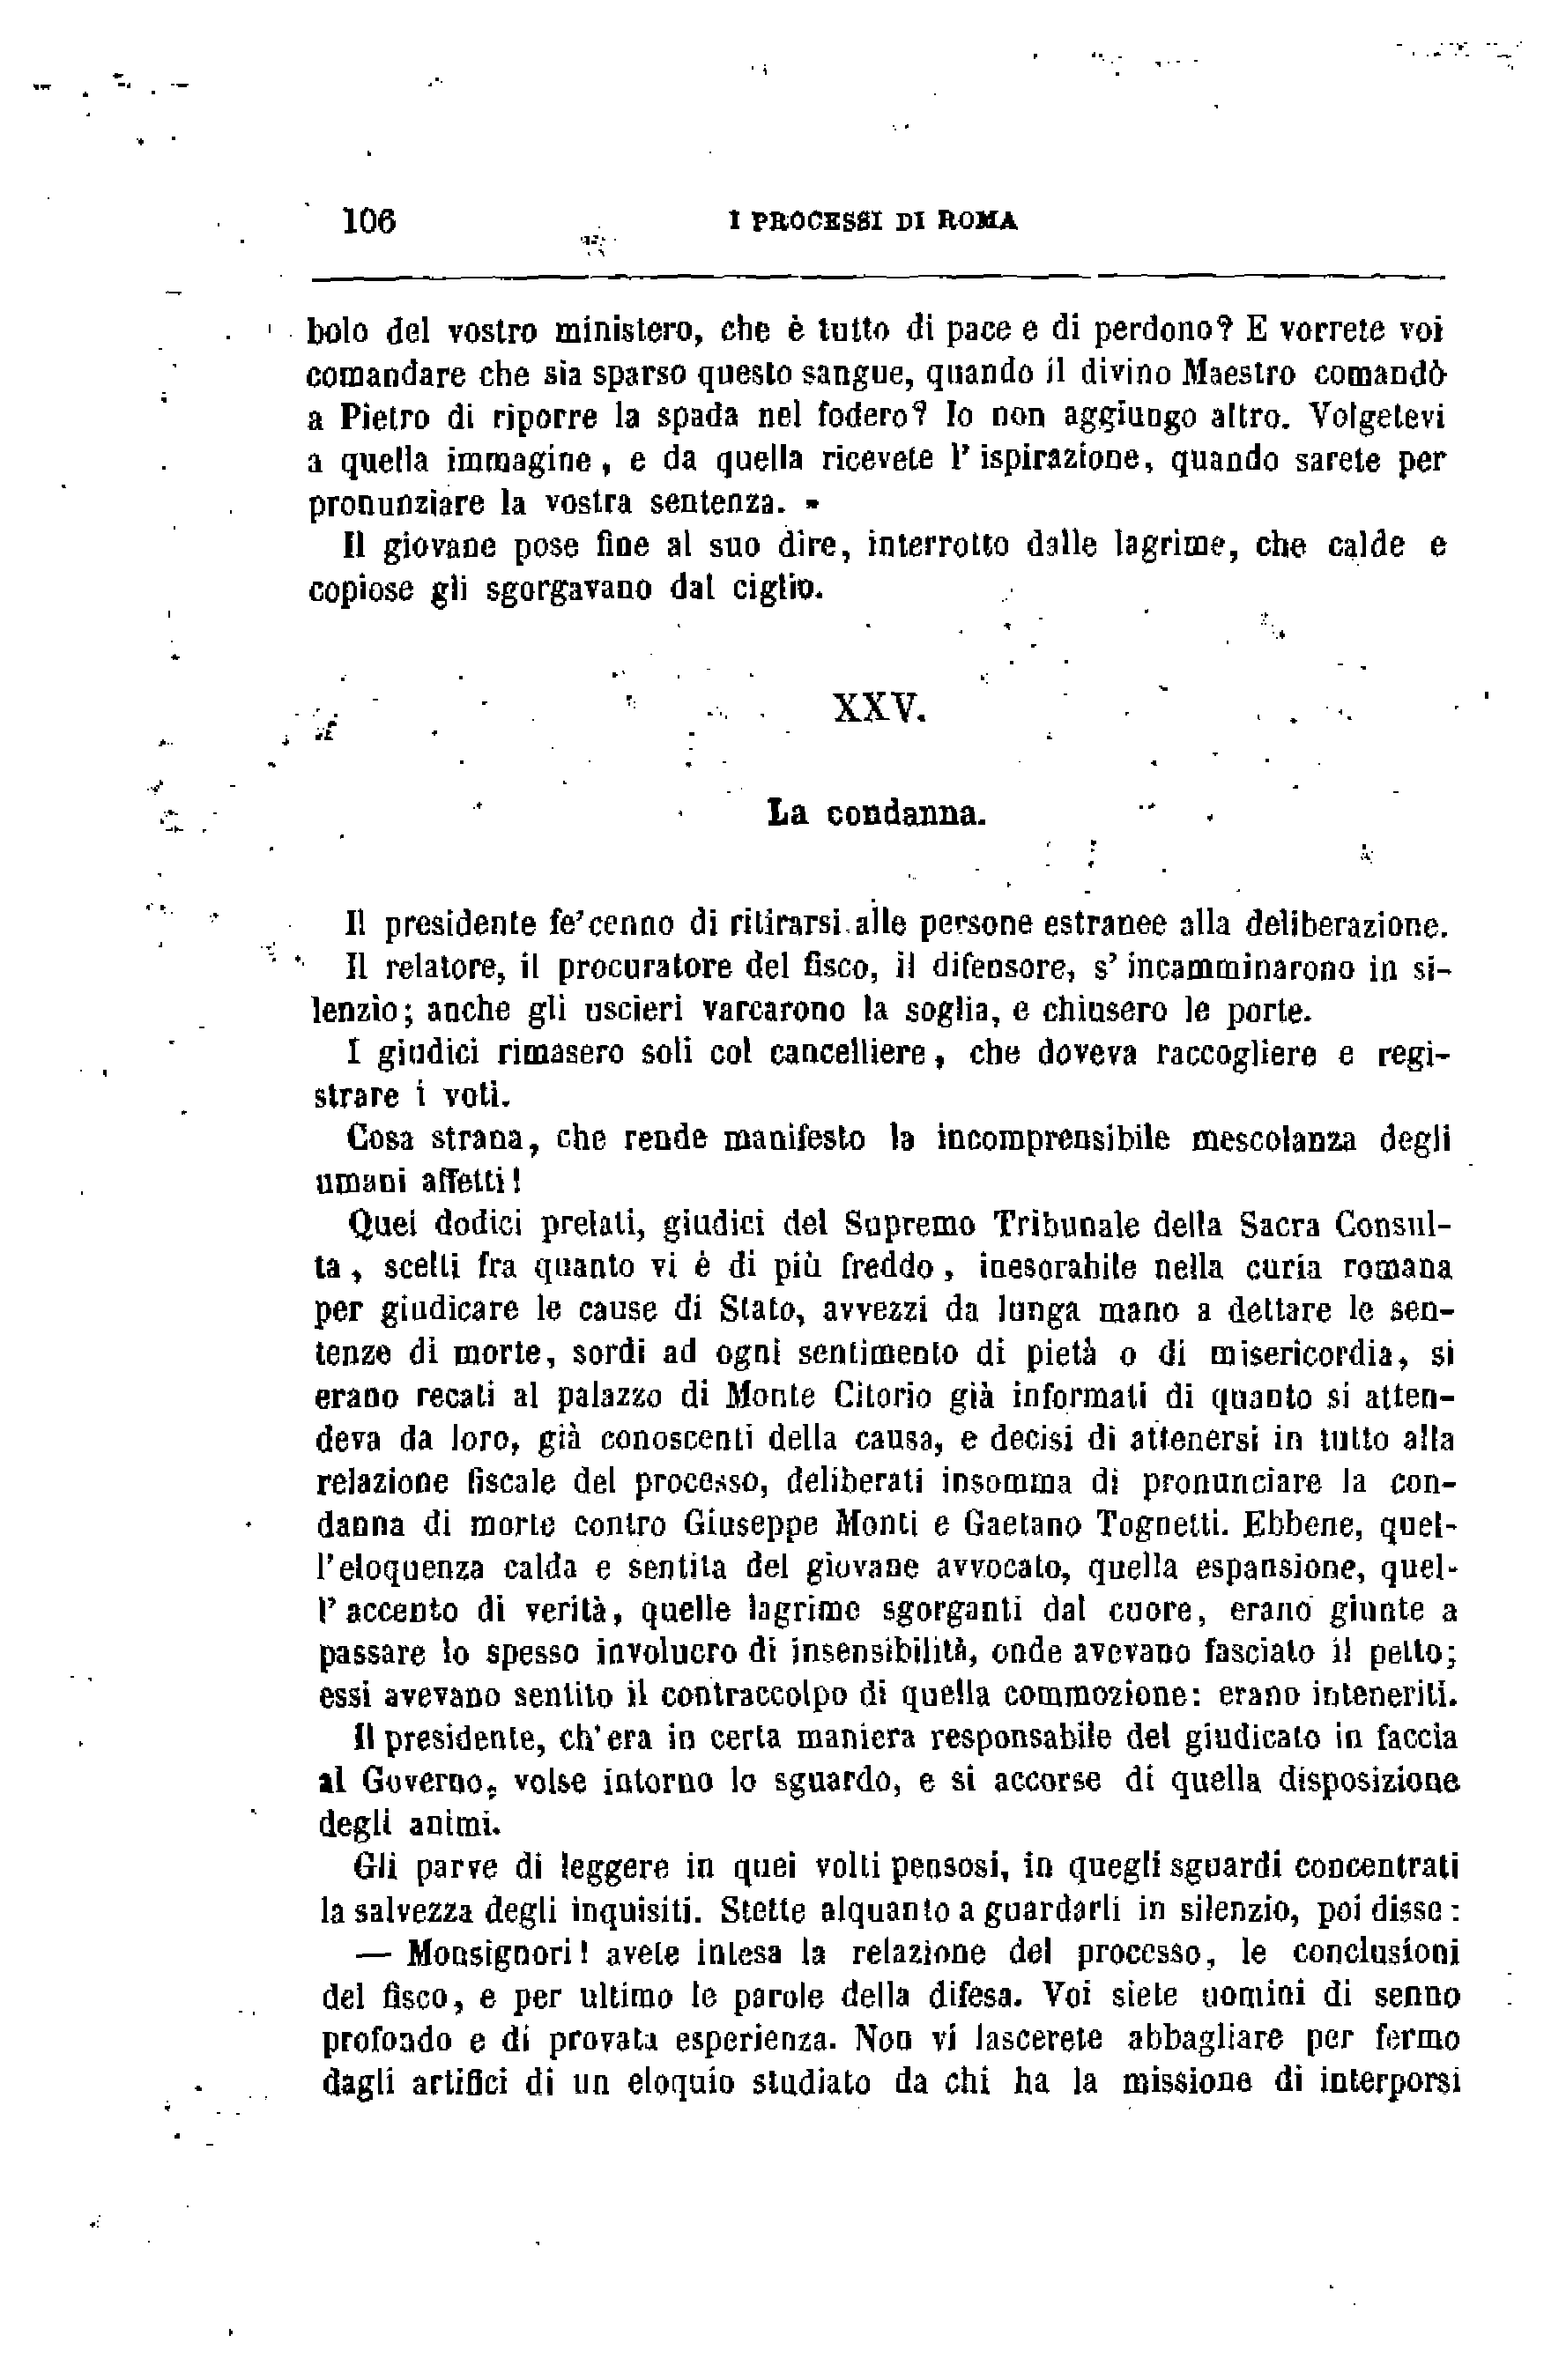 106 I PROCESSI DI ROMA
bolo del vostro ministero, che è tutto di pace e di perdono? E vorrete voi
comandare che sia sparso questo sangue, quando il divino Maestro comandò
a Pietro di riporre la spada nel fodero? Io non aggiungo altro. Volgetevi
a quella immagine, e da quella ricevete l' ispirazione, quando sarete per
pronunziare la vostra sentenza. »
Il giovane pose fine al suo dire, interrotto dalle lagrime, che calde e
copiose gli sgorgavano dal ciglio.
XXV.
La condanna.
Il presidente fe' cenno di ritirarsi alle persone estranee alla deliberazione.
Il relatore, il procuratore del fisco, il difensore, s' incamminarono in si-
lenzio; anche gli uscieri varcarono la soglia, e chiusero le porte.
I giudici rimasero soli col cancelliere, che doveva raccogliere e regi-
strare i voti.
Cosa strana, che rende manifesto la incomprensibile mescolanza degli
umani affetti!
Quei dodici prelati, giudici del Supremo Tribunale della Sacra Consul-
ta, scelti fra quanto vi è di più freddo, inesorabile nella curia romana
per giudicare le cause di Stato, avvezzi da lunga mano a dettare le sen-
tenze di morte, sordi ad ogni sentimento di pietà o di misericordia, si
erano recati al palazzo di Monte Citorio già informati di quanto si atten-
deva da loro, già conoscenti della causa, e decisi di attenersi in tutto alla
relazione fiscale del processo, deliberati insomma di pronunciare la con-
danna di morte contro Giuseppe Monti e Gaetano Tognetti. Ebbene, quel-
l'eloquenza calda e sentita del giovane avvocato, quella espansione, quel-
l' accento di verità, quelle lagrime sgorganti dal cuore, erano giunte a
passare lo spesso involucro di insensibilità, onde avevano fasciato il petto;
essi avevano sentito il contraccolpo di quella commozione: erano inteneriti.
Il presidente, ch'era in certa maniera responsabile del giudicato in faccia
al Governo, volse intorno lo sguardo, e si accorse di quella disposizione
degli animi.
Gli parve di leggere in quei volti pensosi, in quegli sguardi concentrati
la salvezza degli inquisiti. Stette alquanto a guardarli in silenzio, poi disse:
— Monsignori! avete intesa la relazione del processo, le conclusioni
del fisco, e per ultimo le parole della difesa. Voi siete uomini di senno
profondo e di provata esperienza. Non vi lascerete abbagliare per fermo
dagli artifici di un eloquio studiato da chi ha la missione di interporsi